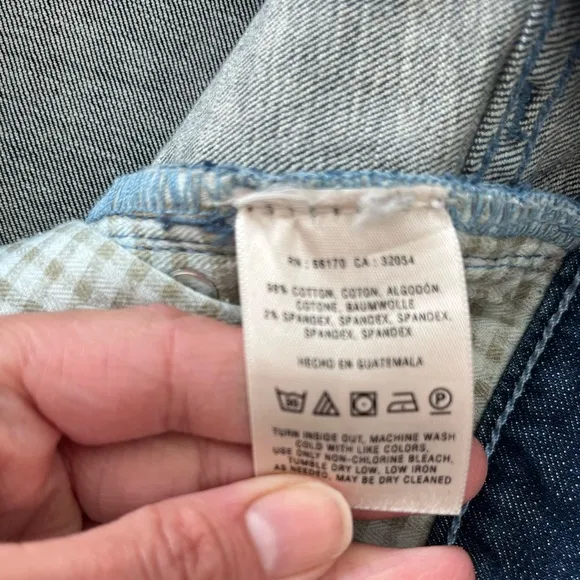 RN : 56170 CA : 32054
98% COTTON, COTON, ALGODÓN,
COTONE, BAUMWOLLE
2% SPANDEX, SPANDEX, SPANDEX,
SPANDEX, SPANDEX
HECHO EN GUATEMALA
30 P
TURN INSIDE OUT, MACHINE WASH
COLD WITH LIKE COLORS,
USE ONLY NON-CHLORINE BLEACH,
TUMBLE DRY LOW, LOW IRON
AS NEEDED, MAY BE DRY CLEANED